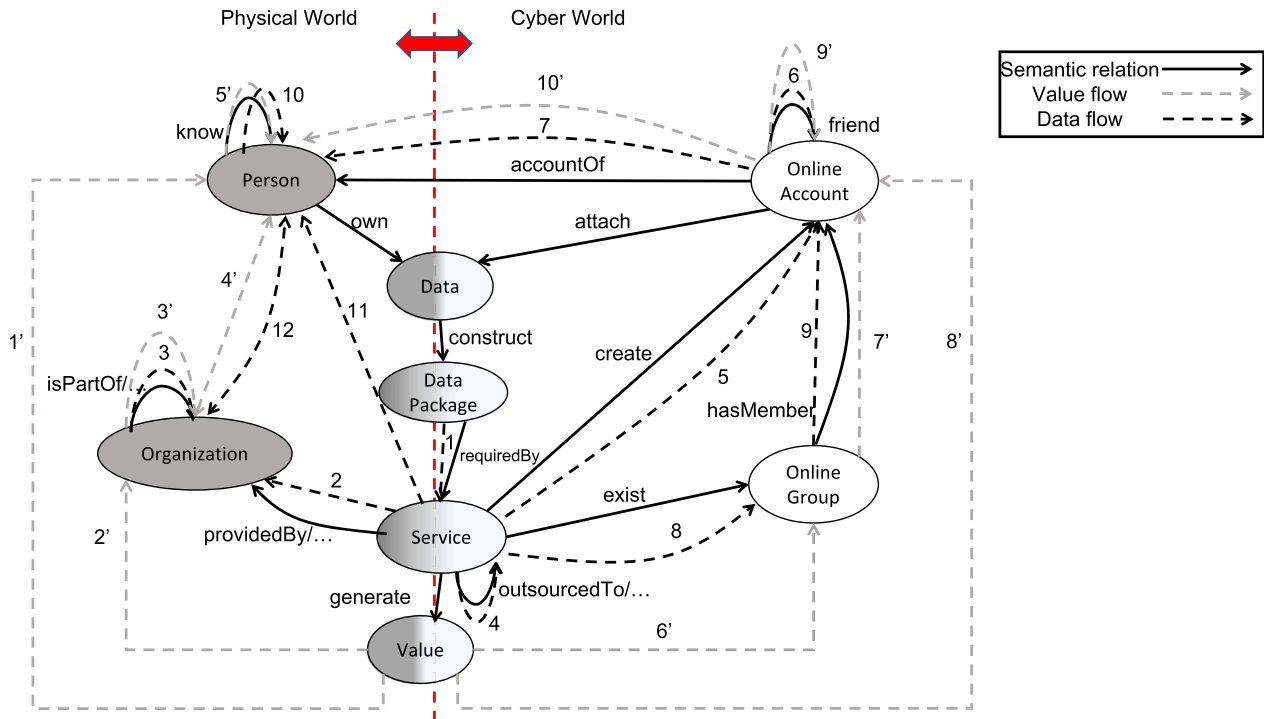 Physical World
Cyber World
9’
Semantic relation
Value flow
Data flow
5’
10
10’
6
7
friend
know
accountOf
Person
Online
Account
own
attach
4’
Data
11
3’
12
construct
1’
3
create
9
7’
8’
isPartOf/…
Data
Package
5
hasMember
1
requiredBy
Organization
Online
Group
2
exist
providedBy/…
Service
8
2’
generate
outsourcedTo/…
4
6’
Value